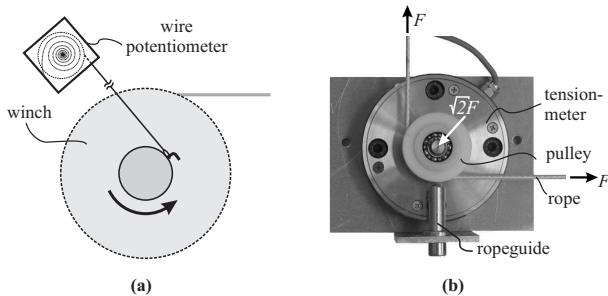 wire
potentiometer
winch
(a)
F
√2F
tension-
meter
pulley
F
rope
ropeguide
(b)